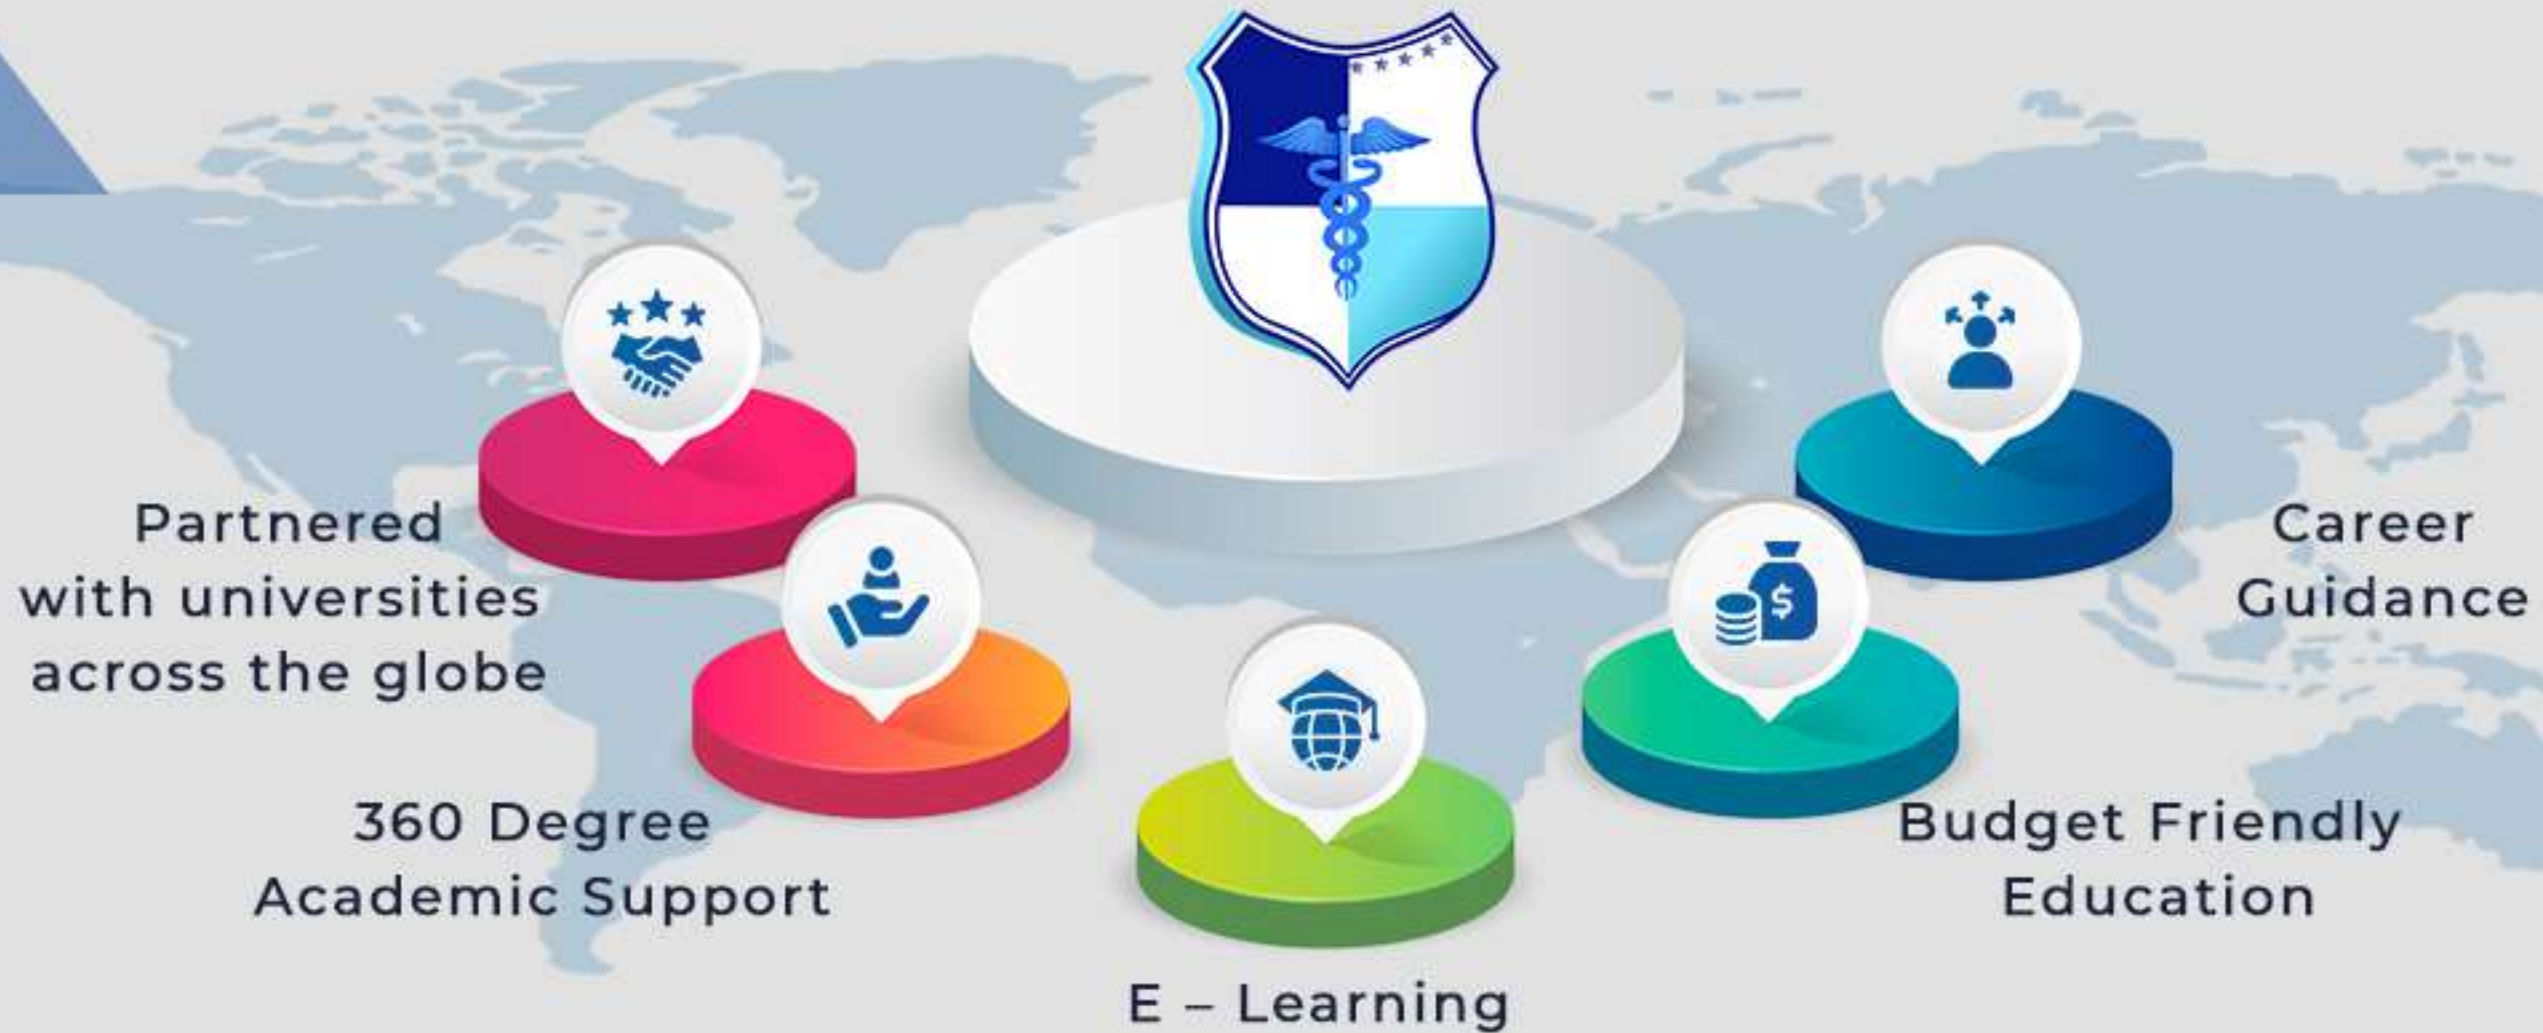 Partnered
with universities
across the globe
360 Degree
Academic Support
E – Learning
$
Budget Friendly
Education
Career
Guidance